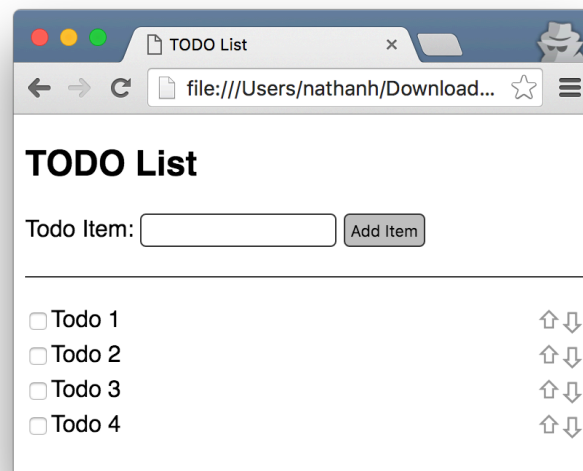 TODO List
file:///Users/nathanh/Download...
TODO List
Todo Item: Add Item
Todo 1
Todo 2
Todo 3
Todo 4